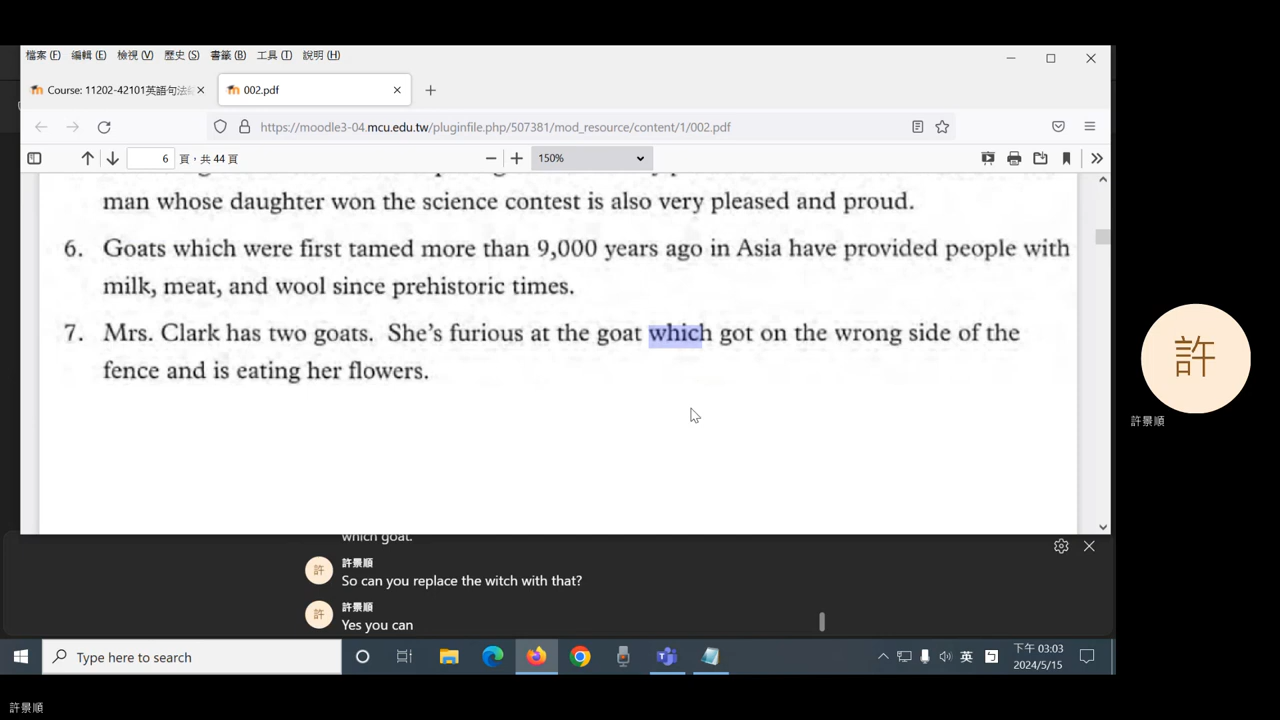 檔案(F) 編輯(E) 檢視(V) 歷史(S) 書籤(B) 工具(T) 說明(H)
Course: 11202-42101英語句法
002.pdf
https://moodle3-04.mcu.edu.tw/pluginfile.php/507381/mod_resource/content/1/002.pdf
6 頁，共 44 頁
150%
man whose daughter won the science contest is also very pleased and proud.
6. Goats which were first tamed more than 9,000 years ago in Asia have provided people with
milk, meat, and wool since prehistoric times.
7. Mrs. Clark has two goats. She's furious at the goat which got on the wrong side of the
fence and is eating her flowers.
許
許景順
which goat.
許 許景順
So can you replace the witch with that?
許 許景順
Yes you can
Type here to search
英
下午 03:03
2024/5/15
許景順